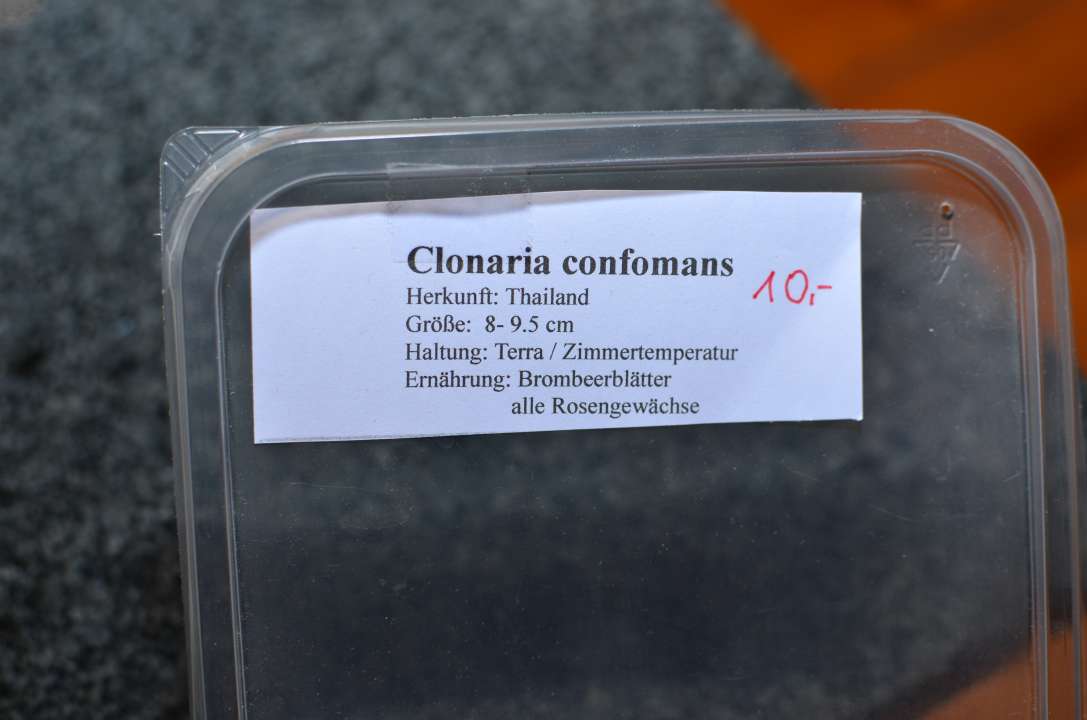 Clonaria confomans
10,-
Herkunft: Thailand
Größe: 8- 9.5 cm
Haltung: Terra / Zimmertemperatur
Ernährung: Brombeerblätter
alle Rosengewächse